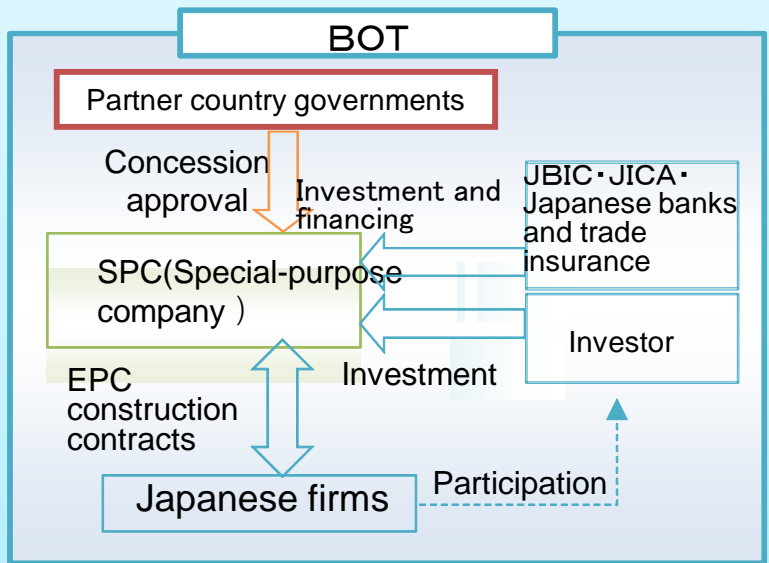 BOT
Partner country governments
Concession
approval
Investment and
financing
JBIC・JICA・
Japanese banks
and trade
insurance
SPC(Special-purpose
company )
Investor
Investment
EPC
construction
contracts
Japanese firms
Participation